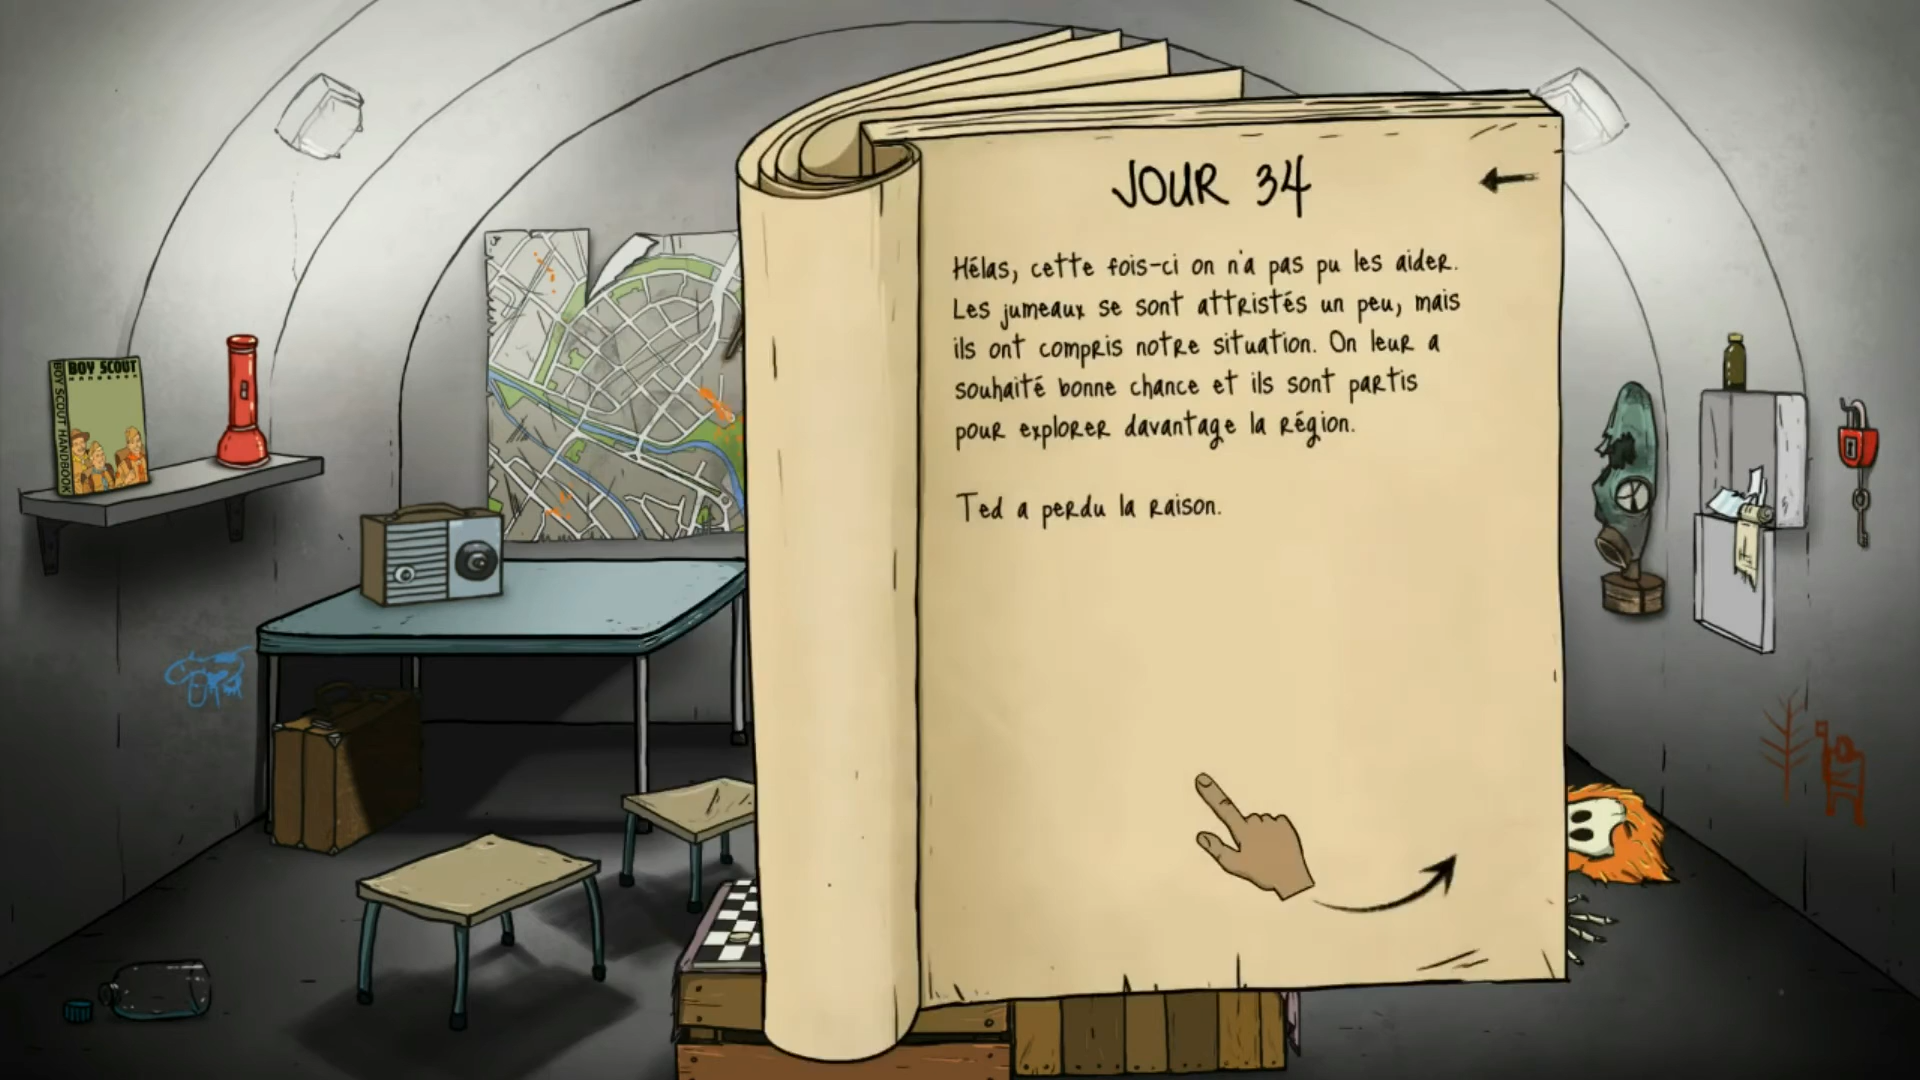 JOUR 34
Hélas, cette fois-ci on n'a pas pu les aider.
Les jumeaux se sont attristés un peu, mais
ils ont compris notre situation. On leur a
souhaité bonne chance et ils sont partis
pour explorer davantage la région.
Ted a perdu la raison.
BOY SCOUT
HANDBOOK
BOY SCOUT HANDBOOK